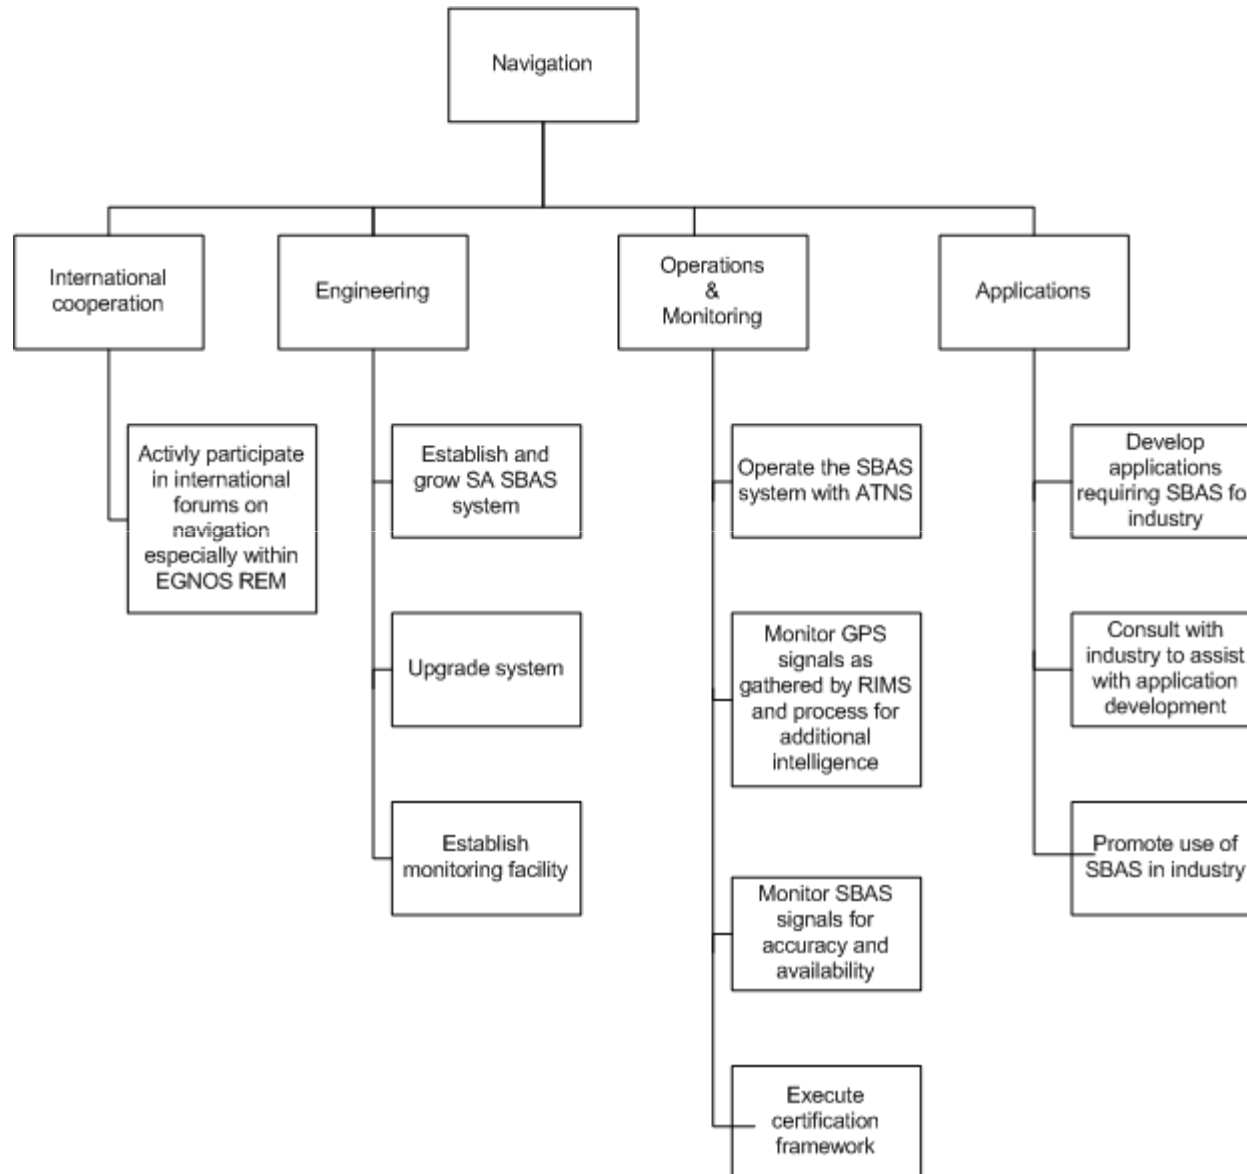 Navigation
International
cooperation
Engineering
Operations
&
Monitoring
Applications
Activly participate
in international
forums on
navigation
especially within
EGNOS REM
Establish and
grow SA SBAS
system
Upgrade system
Establish
monitoring facility
Operate the SBAS
system with ATNS
Monitor GPS
signals as
gathered by RIMS
and process for
additional
intelligence
Monitor SBAS
signals for
accuracy and
availability
Execute
certification
framework
Develop
applications
requiring SBAS fo
industry
Consult with
industry to assist
with application
development
Promote use of
SBAS in industry